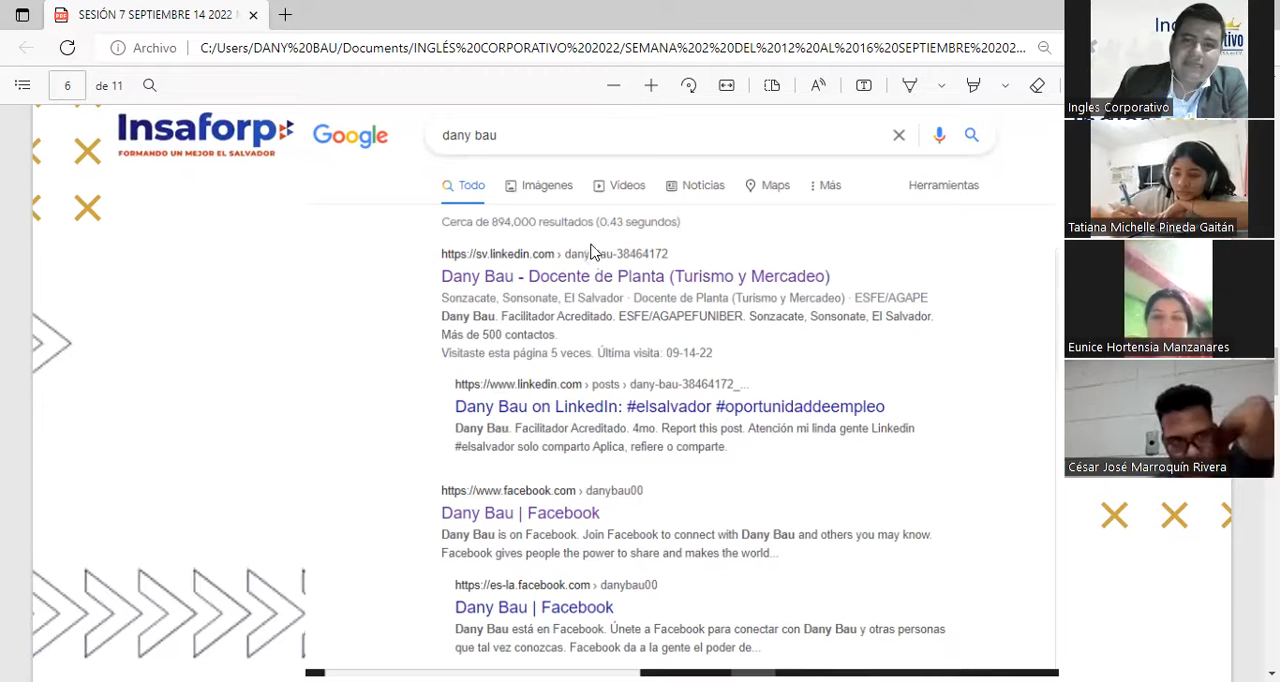 SESIÓN 7 SEPTIEMBRE 14 2022
Archivo
C:/Users/DANY%20BAU/Documents/INGLÉS%20CORPORATIVO%202022/SEMANA%202%20DEL%2012%20AL%2016%20SEPTIEMBRE%20202...
6 de 11
Insaforp
FORMANDO UN MEJOR EL SALVADOR
Google
dany bau
Todo Imágenes Vídeos Noticias Maps Más Herramientas
Cerca de 894,000 resultados (0.43 segundos)
https://sv.linkedin.com › dany-bau-38464172
Dany Bau - Docente de Planta (Turismo y Mercadeo)
Sonzacate, Sonsonate, El Salvador · Docente de Planta (Turismo y Mercadeo) · ESFE/AGAPE
Dany Bau. Facilitador Acreditado. ESFE/AGAPEFUNIBER. Sonzacate, Sonsonate, El Salvador.
Más de 500 contactos.
Visitaste esta página 5 veces. Última visita: 09-14-22
https://www.linkedin.com › posts › dany-bau-38464172_...
Dany Bau on LinkedIn: #elsalvador #oportunidaddeempleo
Dany Bau. Facilitador Acreditado. 4mo. Report this post. Atención mi linda gente Linkedin
#elsalvador solo comparto Aplica, refiere o comparte.
https://www.facebook.com › danybau00
Dany Bau | Facebook
Dany Bau is on Facebook. Join Facebook to connect with Dany Bau and others you may know.
Facebook gives people the power to share and makes the world...
https://es-la.facebook.com › danybau00
Dany Bau | Facebook
Dany Bau está en Facebook. Únete a Facebook para conectar con Dany Bau y otras personas
que tal vez conozcas. Facebook da a la gente el poder de...
Ingles Corporativo
Tatiana Michelle Pineda Gaitán
Eunice Hortensia Manzanares
César José Marroquín Rivera